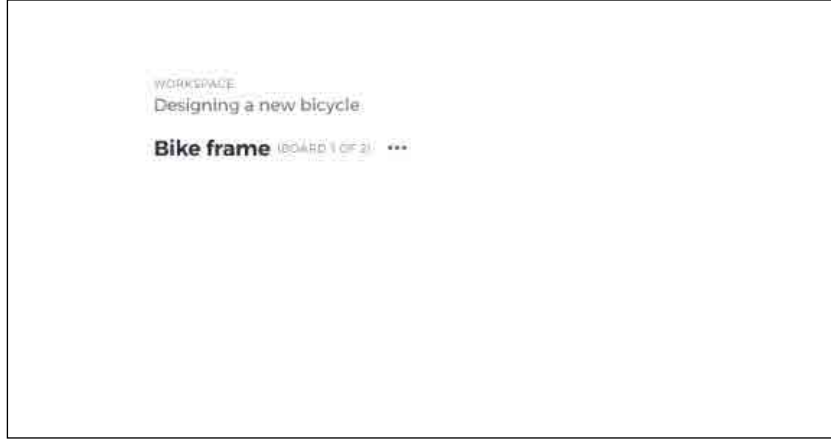 WORKSPACE
Designing a new bicycle
Bike frame (BOARD 1 OF 2) •••